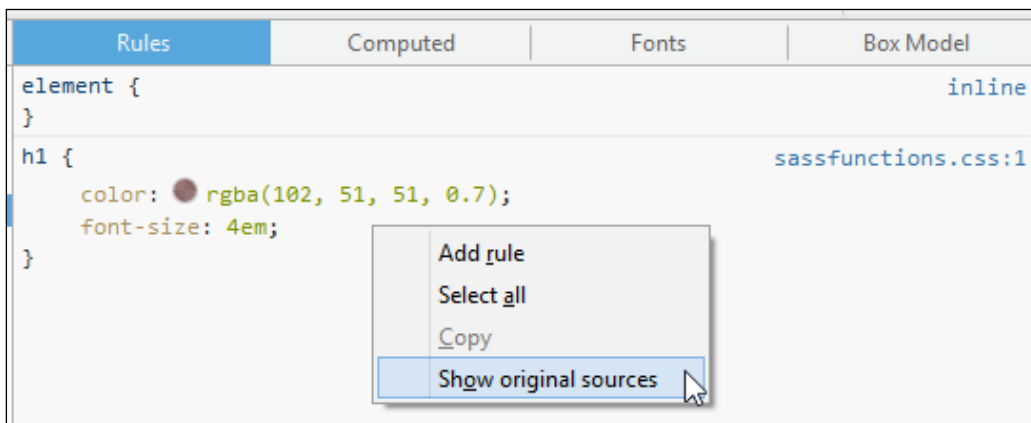 Rules Computed Fonts Box Model
element { inline
}
h1 { sassfunctions.css:1
color: rgba(102, 51, 51, 0.7);
font-size: 4em;
}
Add rule
Select all
Copy
Show original sources